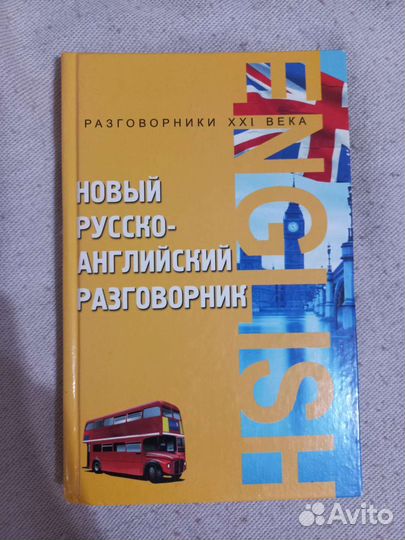 РАЗГОВОРНИКИ XXI ВЕКА
НОВЫЙ
РУССКО-
АНГЛИЙСКИЙ
РАЗГОВОРНИК
ENGLISH
Avito